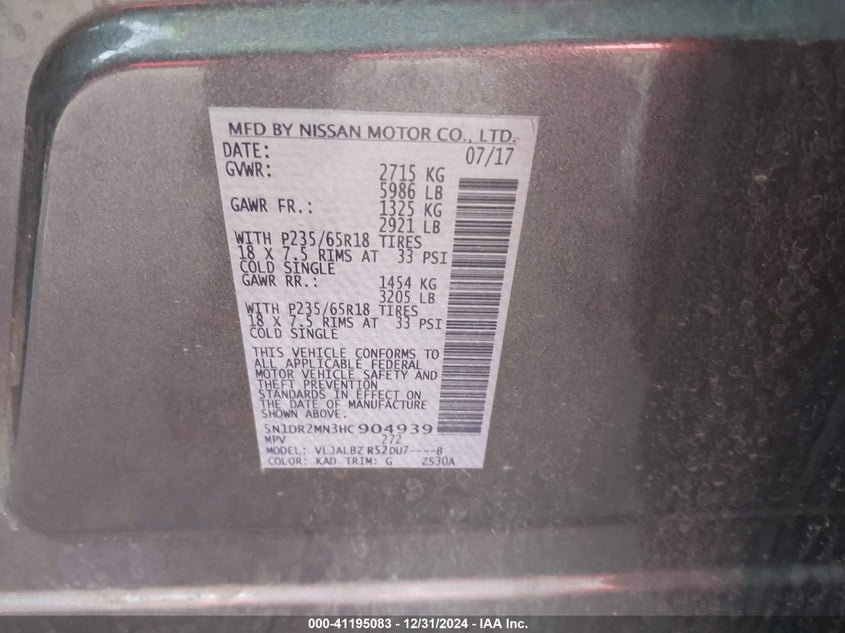 MFD BY NISSAN MOTOR CO., LTD.
DATE: 07/17
GVWR: 2715 KG
5986 LB
GAWR FR.: 1325 KG
2921 LB
WITH P235/65R18 TIRES
18 X 7.5 RIMS AT 33 PSI
COLD SINGLE
GAWR RR.: 1454 KG
3205 LB
WITH P235/65R18 TIRES
18 X 7.5 RIMS AT 33 PSI
COLD SINGLE
THIS VEHICLE CONFORMS TO
ALL APPLICABLE FEDERAL
MOTOR VEHICLE SAFETY AND
THEFT PREVENTION
STANDARDS IN EFFECT ON
THE DATE OF MANUFACTURE
SHOWN ABOVE.
5N1DR2MN3HC904939
MPV 272
MODEL: VLJALBZ R52DU7----B
COLOR: KAD TRIM: G ZS30A
000-41195083 - 12/31/2024 - IAA Inc.